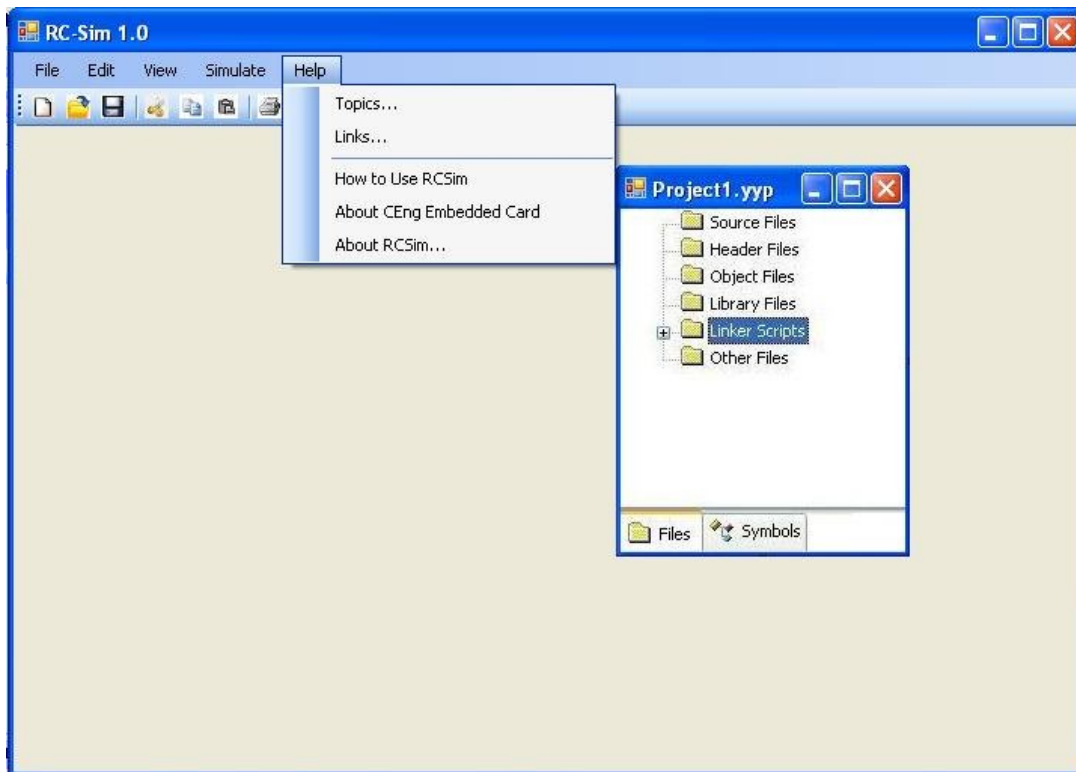 RC-Sim 1.0
File Edit View Simulate Help
Topics...
Links...
How to Use RCSim
About CEng Embedded Card
About RCSim...
Project1.yyp
Source Files
Header Files
Object Files
Library Files
Linker Scripts
Other Files
Files Symbols